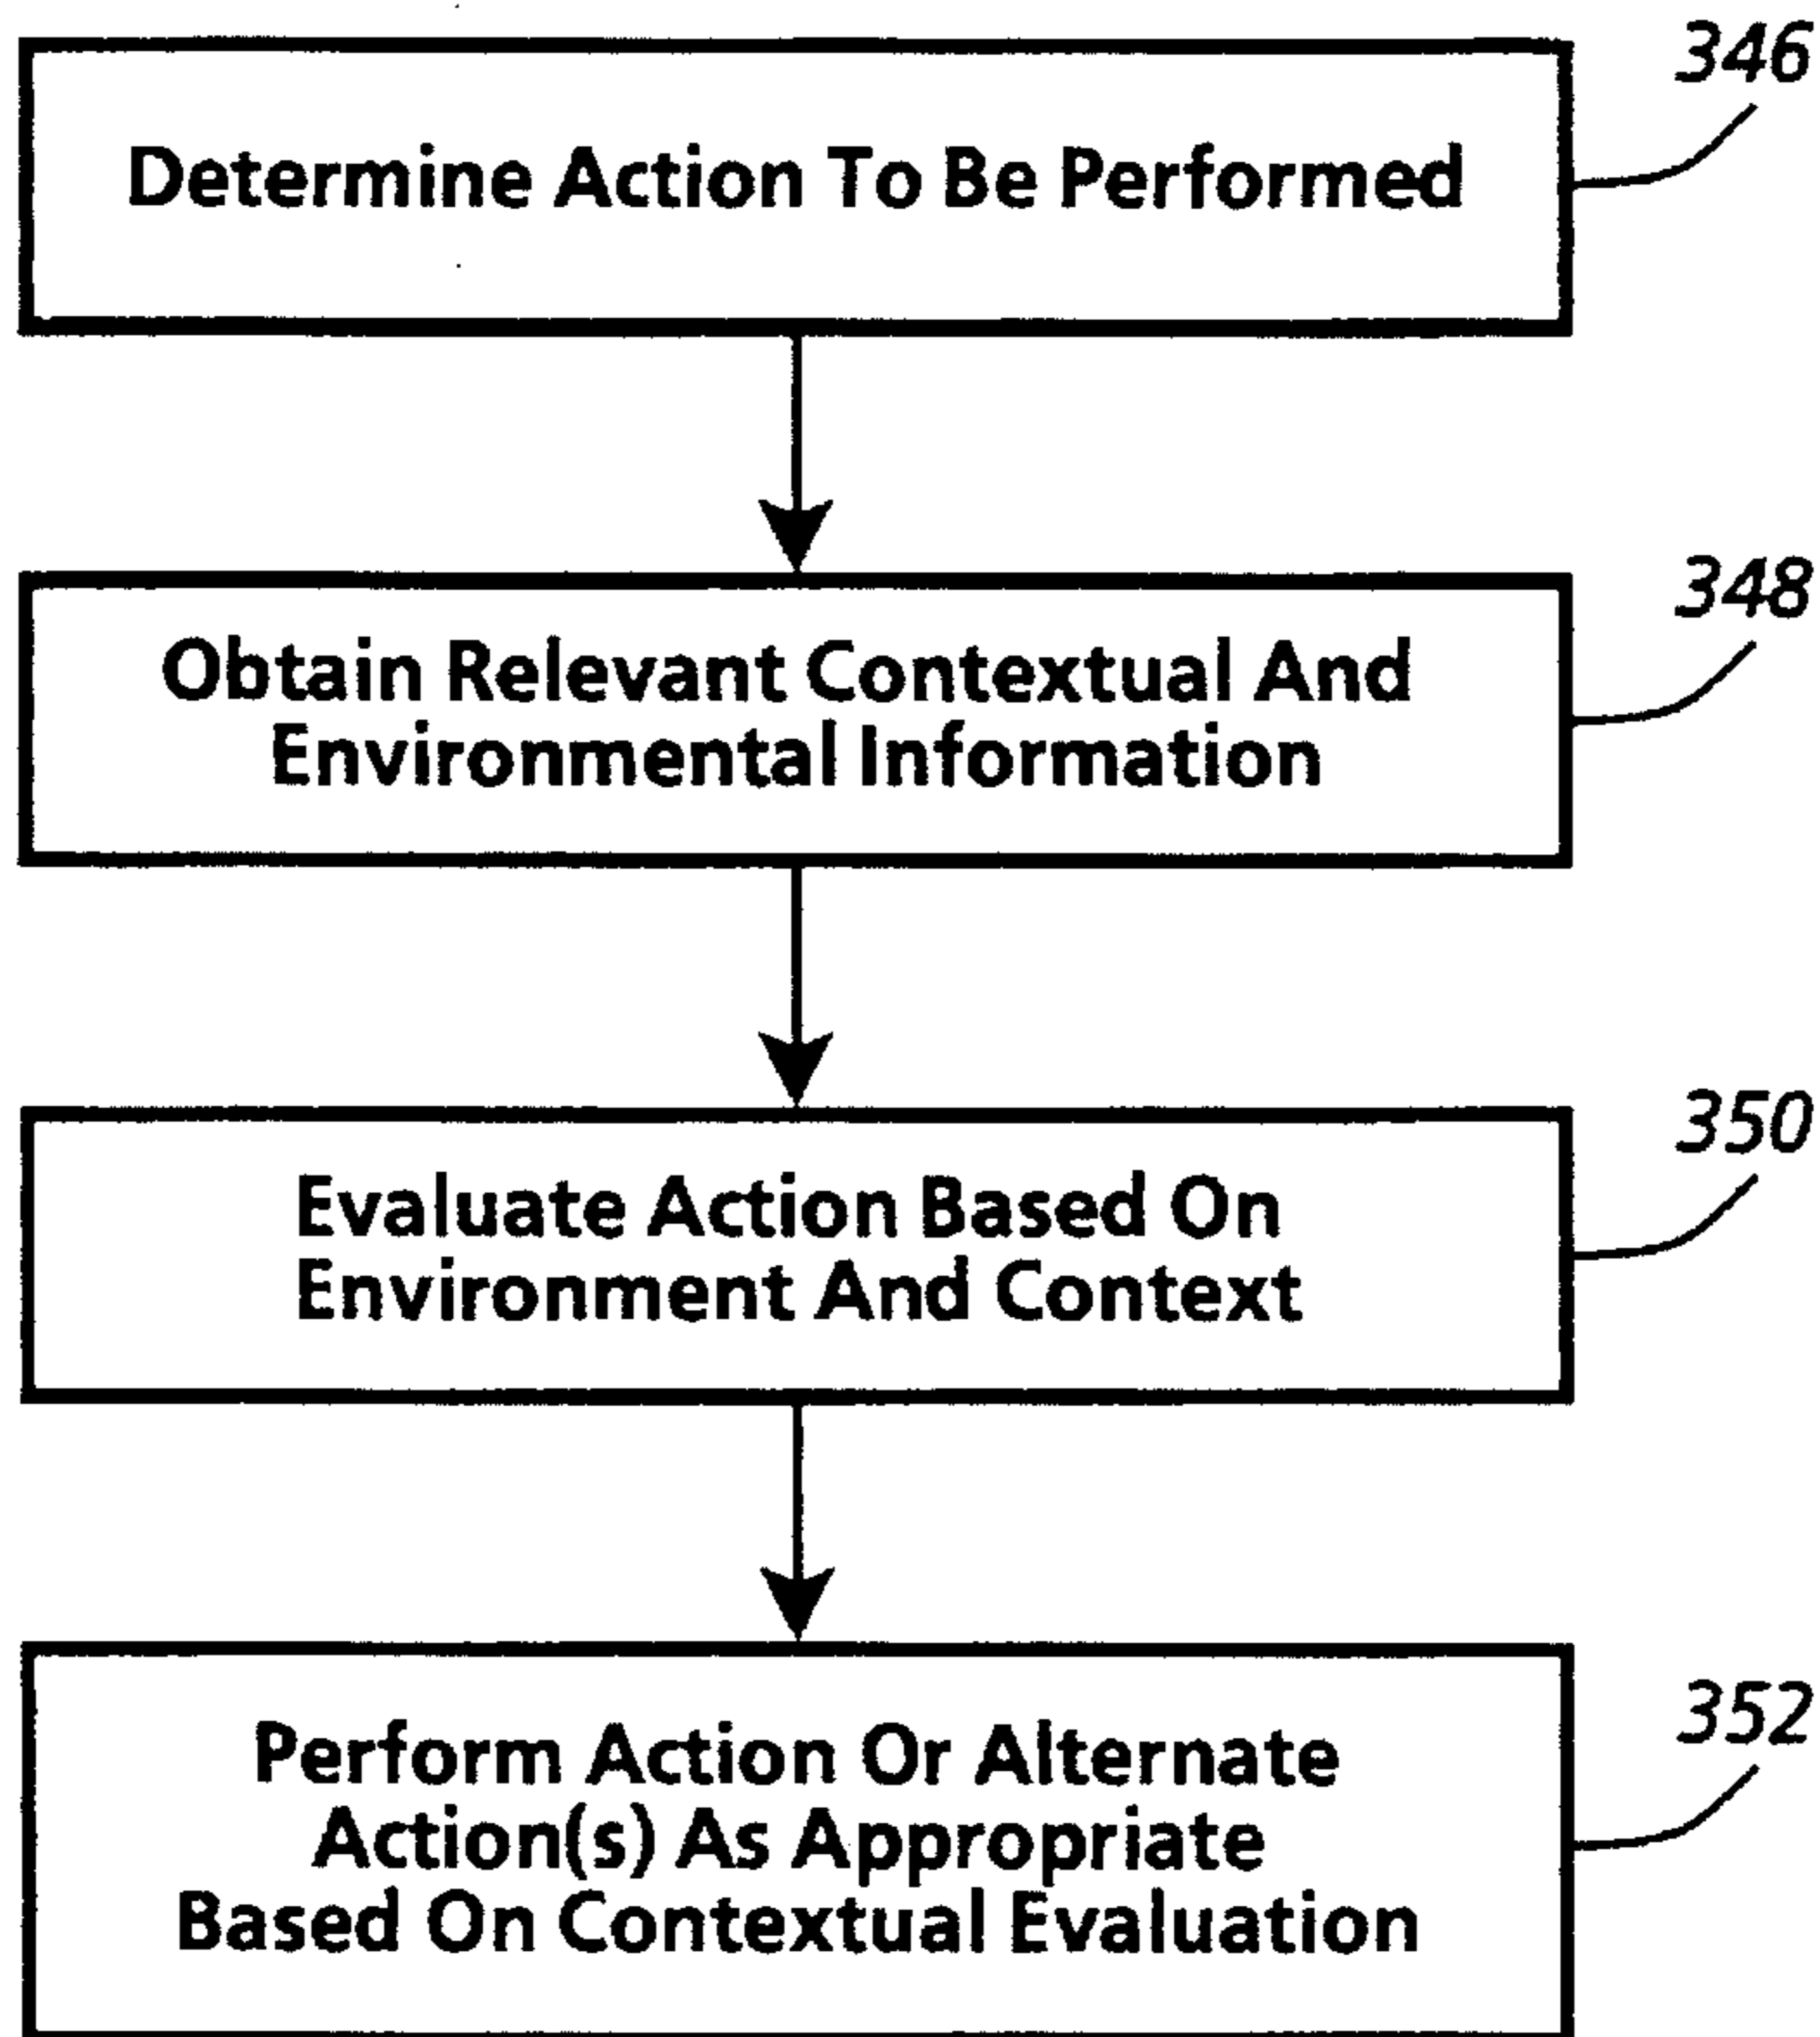 346
Determine Action To Be Performed
348
Obtain Relevant Contextual And
Environmental Information
350
Evaluate Action Based On
Environment And Context
352
Perform Action Or Alternate
Action(s) As Appropriate
Based On Contextual Evaluation